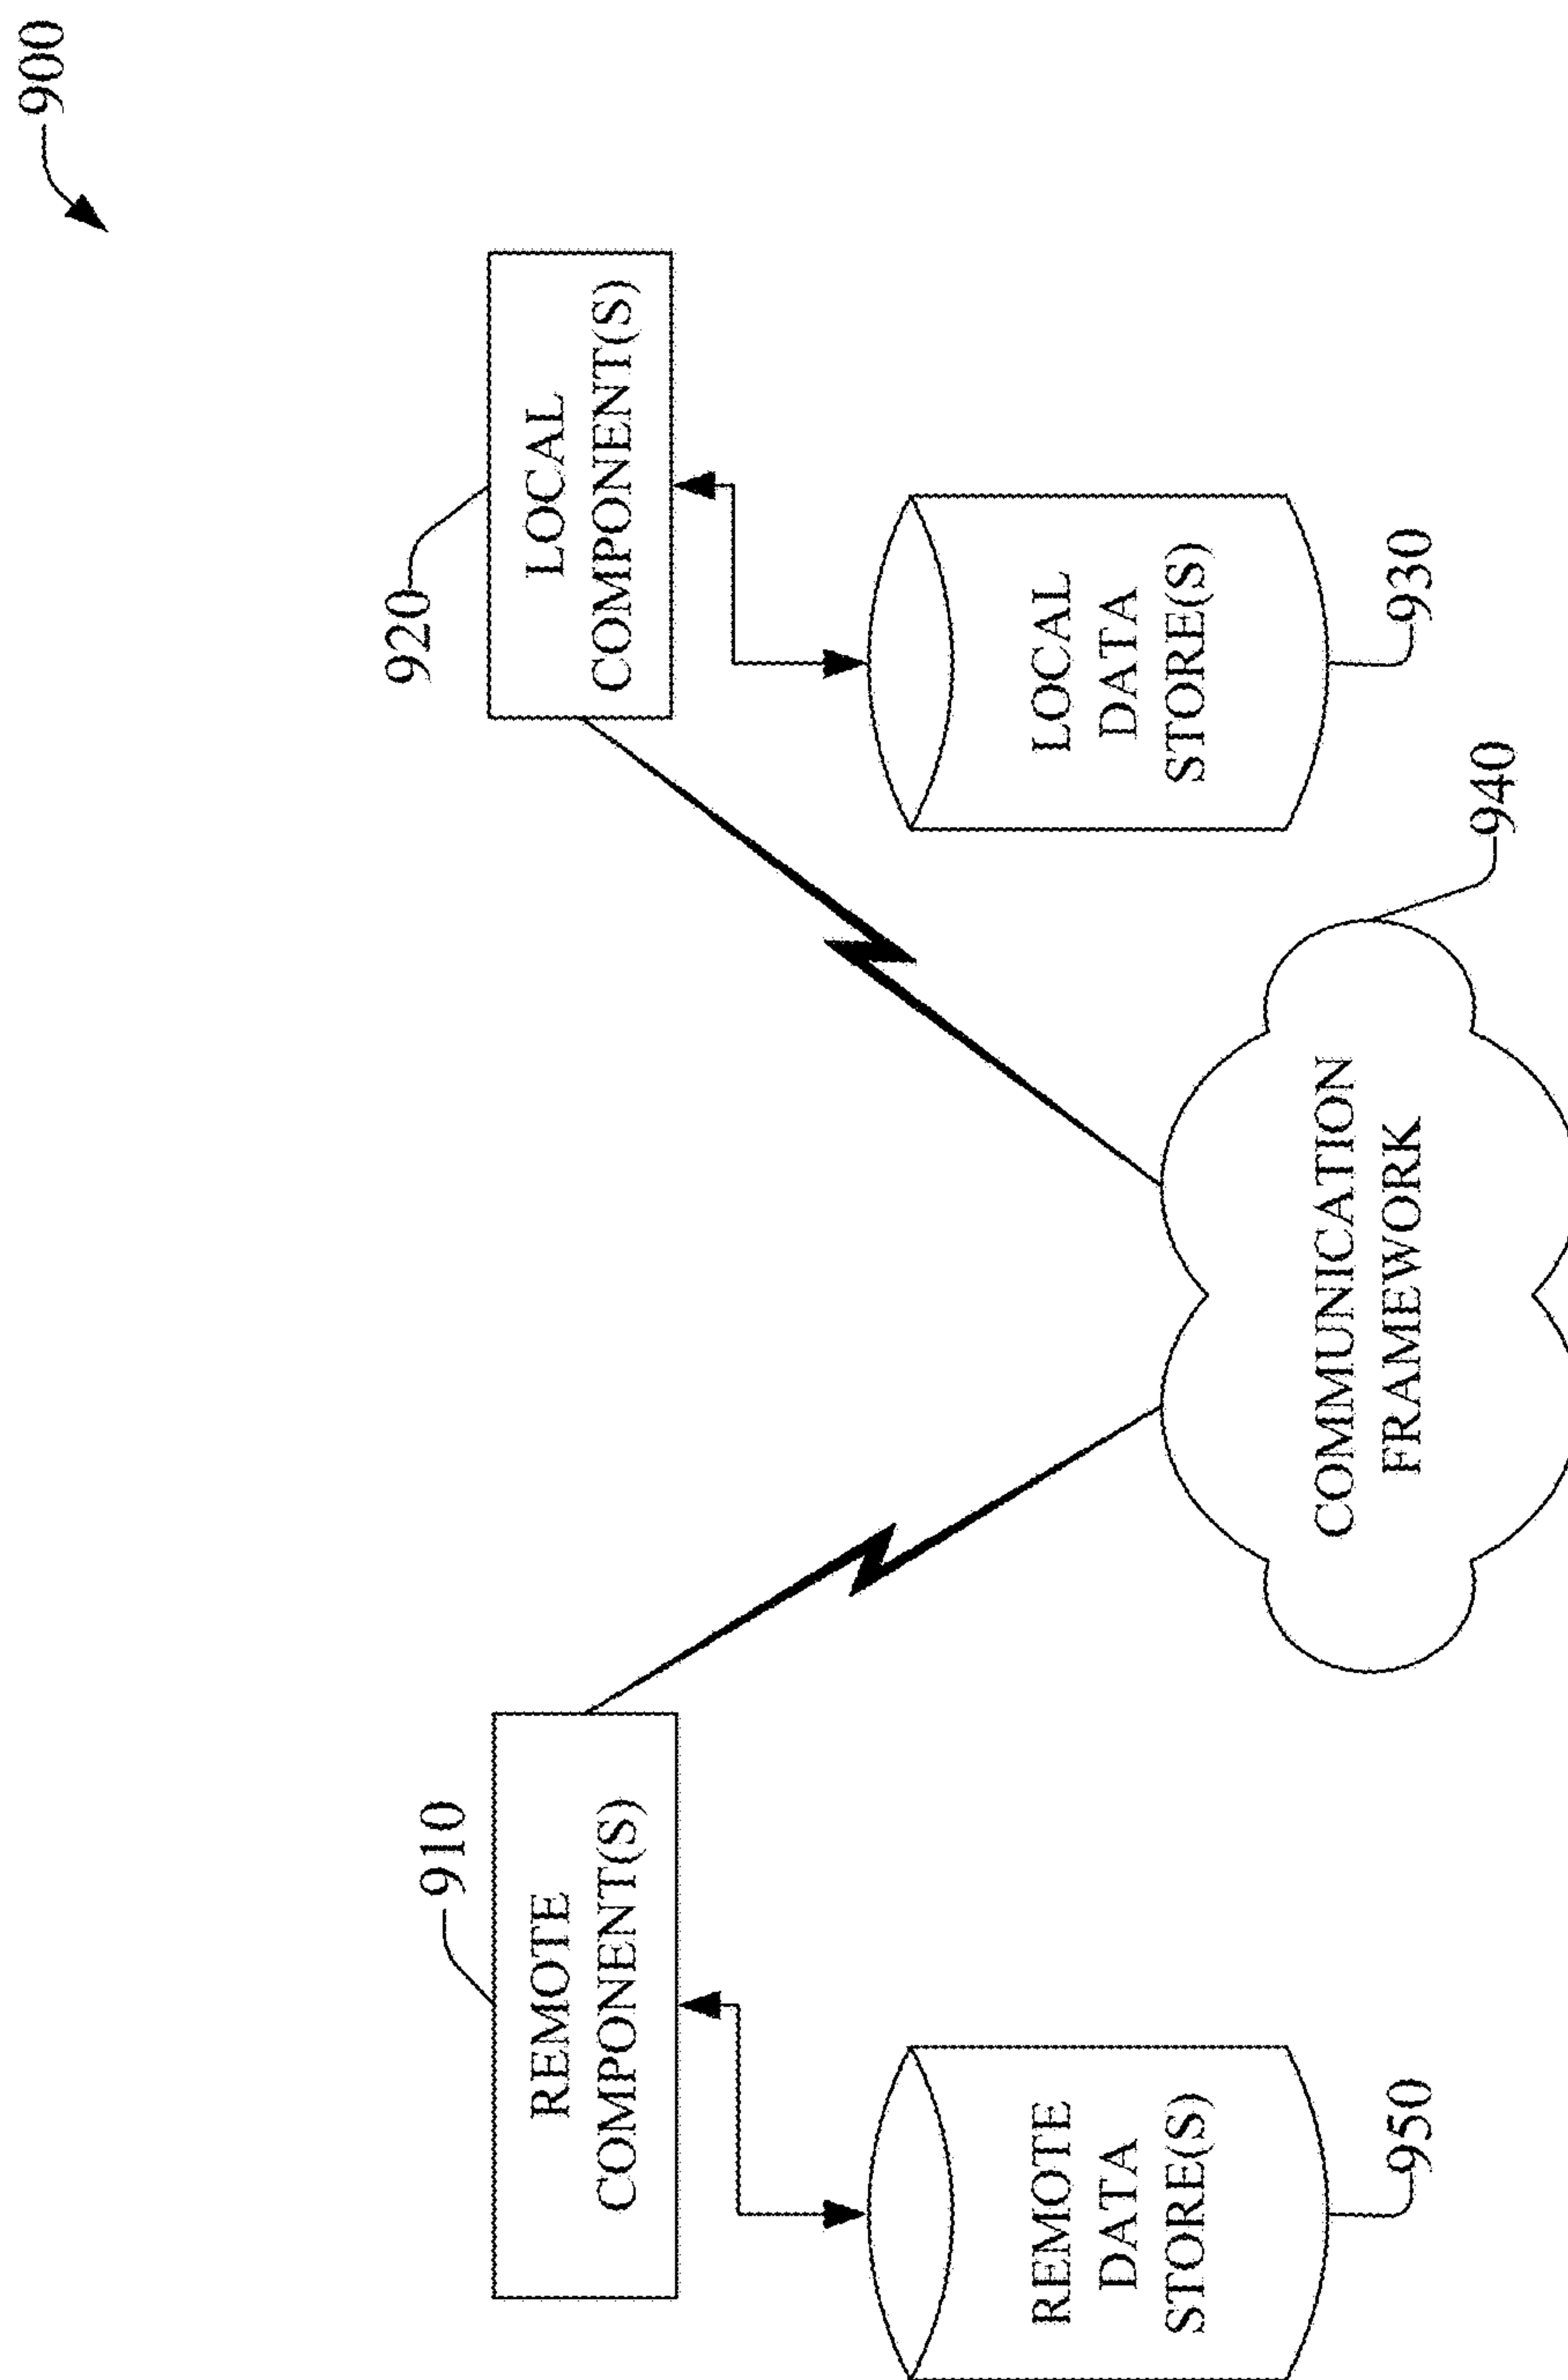 900
910
REMOTE
COMPONENT(S)
920
LOCAL
COMPONENT(S)
REMOTE
DATA
STORE(S)
950
COMMUNICATION
FRAMEWORK
940
LOCAL
DATA
STORE(S)
930